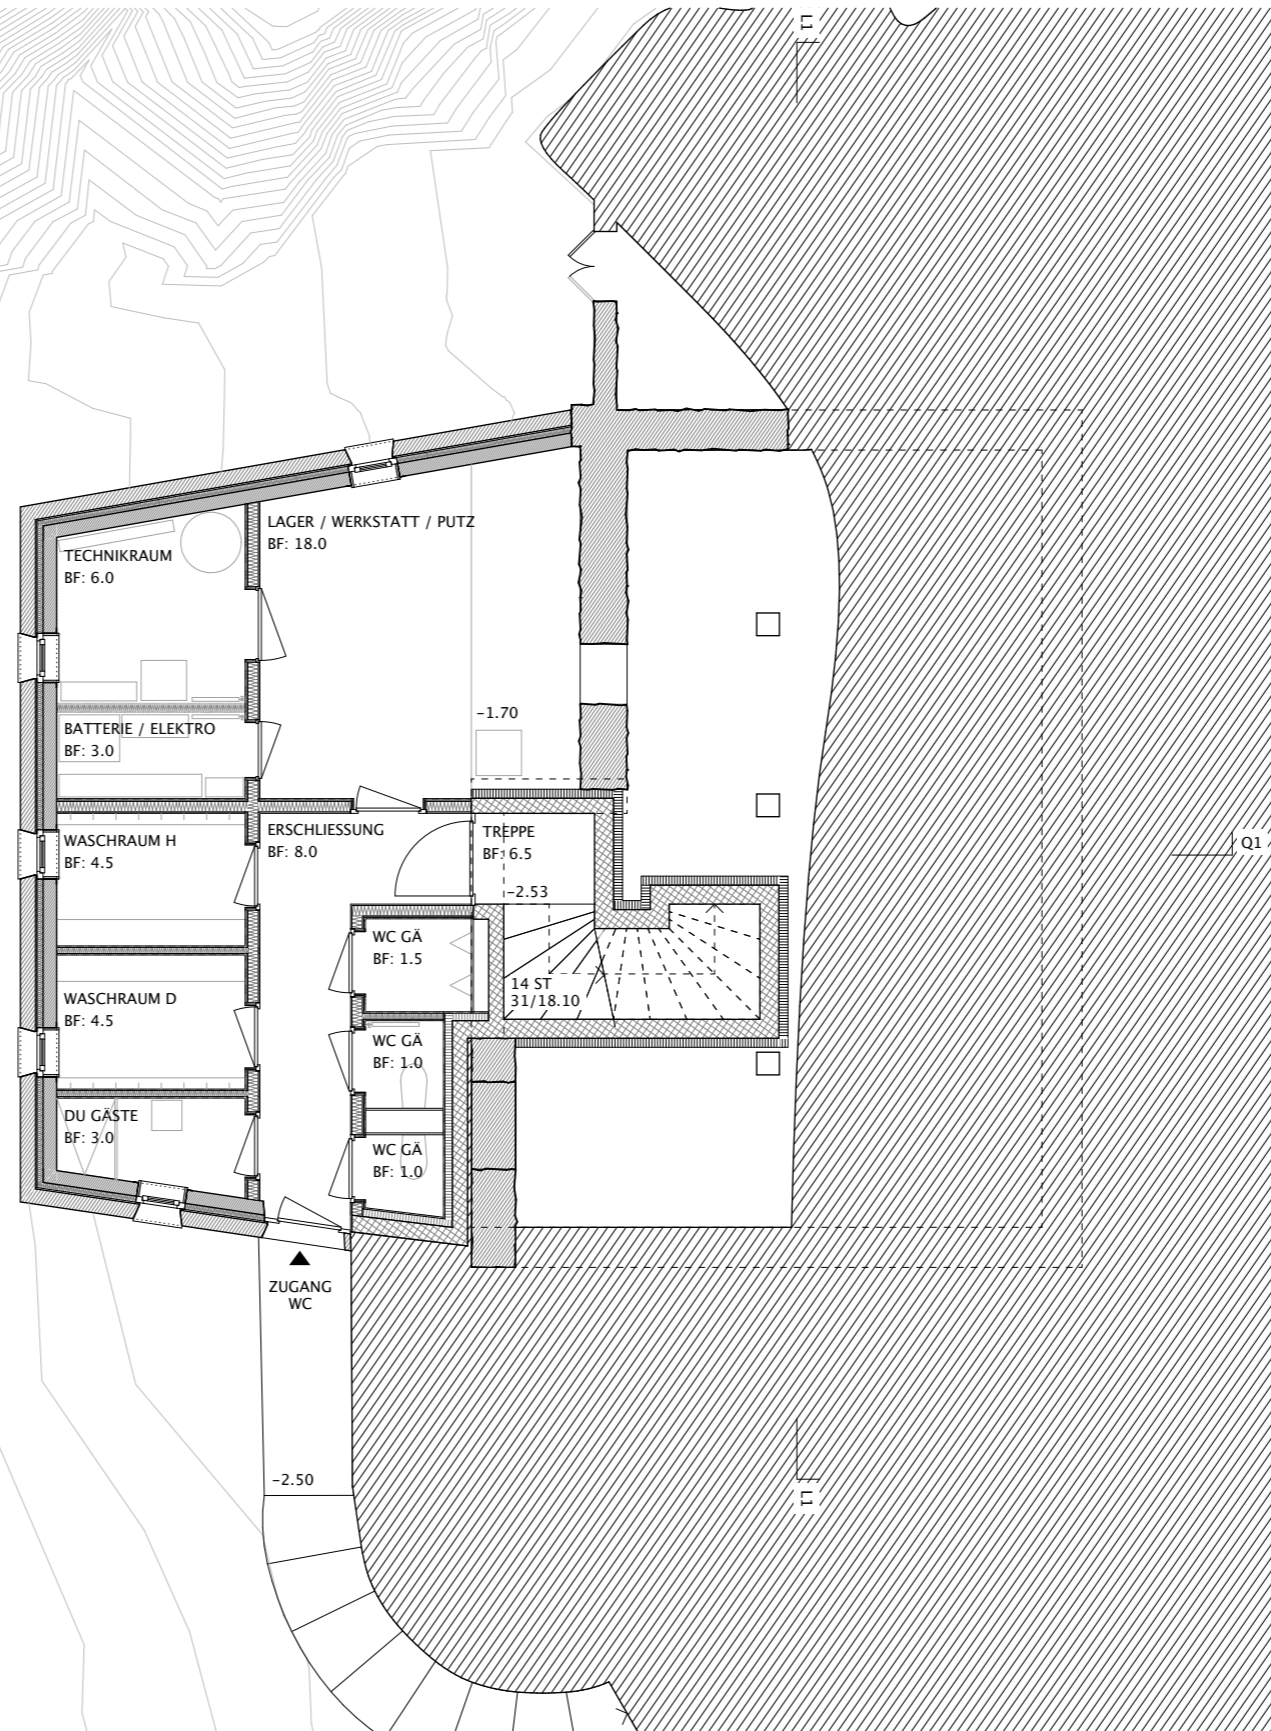 L1
LAGER / WERKSTATT / PUTZ
BF: 18.0
TECHNIKRAUM
BF: 6.0
-1.70
BATTERIE / ELEKTRO
BF: 3.0
ERSCHLIESSUNG
BF: 8.0
TREPPE
BF: 6.5
WASCHRAUM H
BF: 4.5
Q1
-2.53
WC GÄ
BF: 1.5
14 ST
31/18.10
WASCHRAUM D
BF: 4.5
WC GÄ
BF: 1.0
DU GÄSTE
BF: 3.0
WC GÄ
BF: 1.0
ZUGANG
WC
-2.50
L1